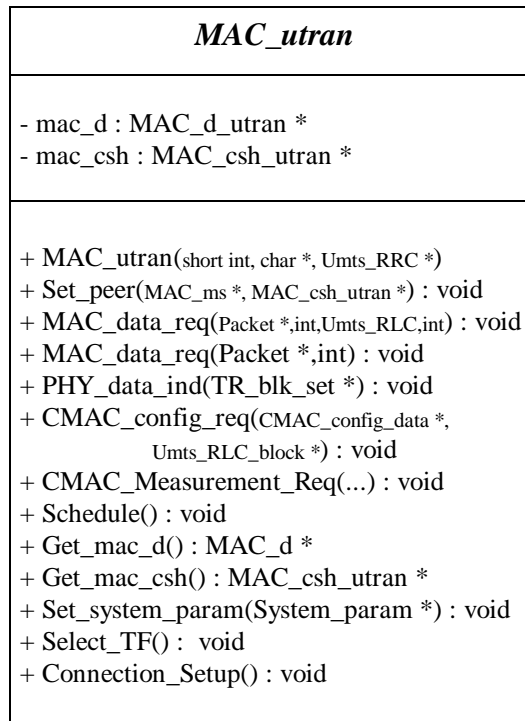 MAC_utran
- mac_d : MAC_d_utran *
- mac_csh : MAC_csh_utran *
+ MAC_utran(short int, char *, Umts_RRC *)
+ Set_peer(MAC_ms *, MAC_csh_utran *) : void
+ MAC_data_req(Packet *,int,Umts_RLC,int) : void
+ MAC_data_req(Packet *,int) : void
+ PHY_data_ind(TR_blk_set *) : void
+ CMAC_config_req(CMAC_config_data *,
Umts_RLC_block *) : void
+ CMAC_Measurement_Req(...) : void
+ Schedule() : void
+ Get_mac_d() : MAC_d *
+ Get_mac_csh() : MAC_csh_utran *
+ Set_system_param(System_param *) : void
+ Select_TF() :  void
+ Connection_Setup() : void